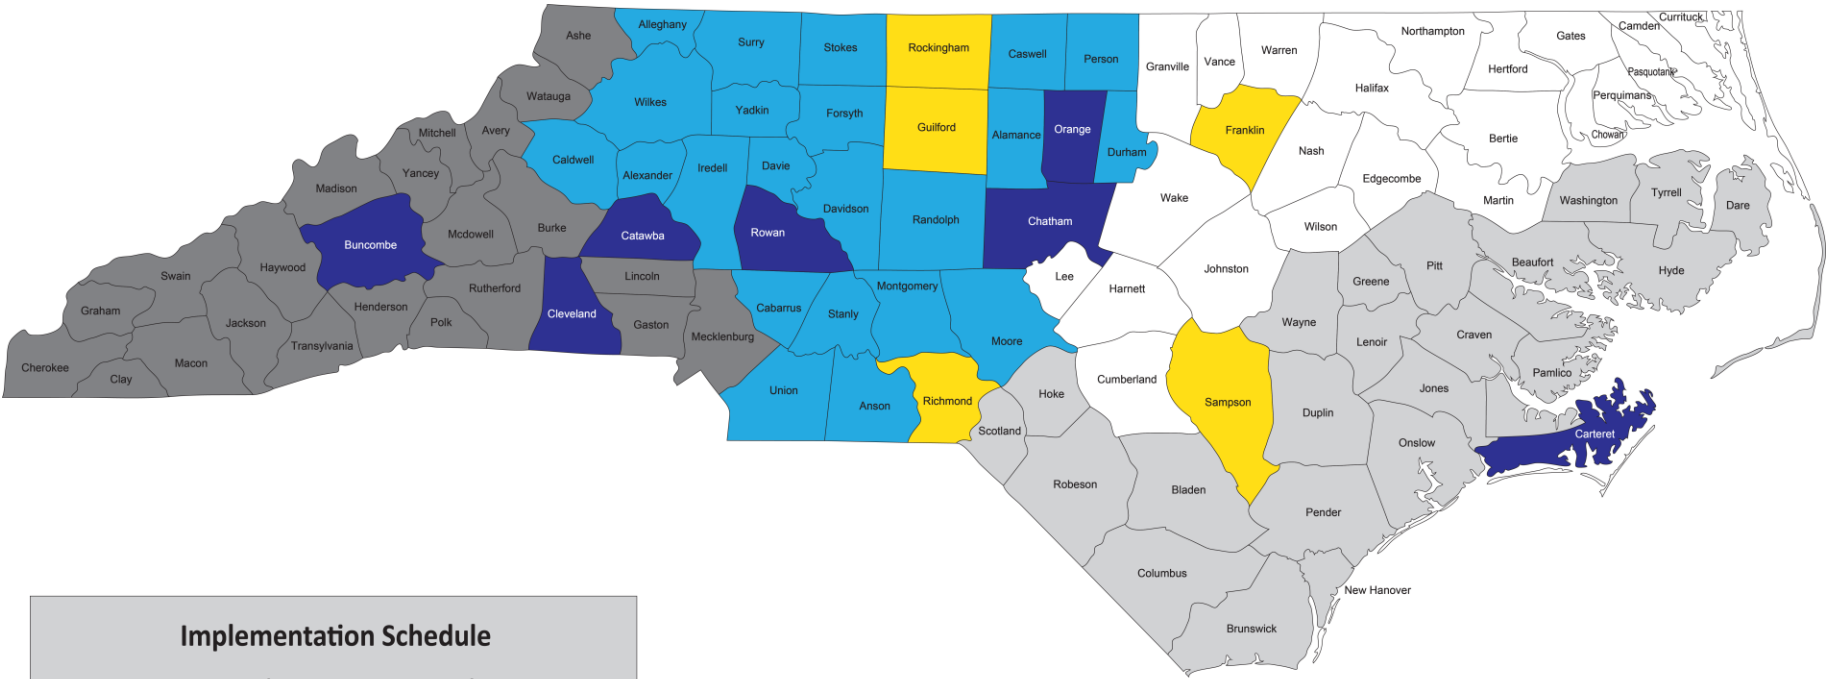 Ashe
Alleghany
Surry
Stokes
Rockingham
Caswell
Person
Granville
Vance
Warren
Northampton
Gates
Camden
Currituck
Pasquotank
Perquimans
Chowan
Hertford
Halifax
Bertie
Watauga
Wilkes
Yadkin
Forsyth
Guilford
Alamance
Orange
Durham
Franklin
Nash
Edgecombe
Martin
Washington
Tyrrell
Dare
Mitchell
Avery
Yancey
Madison
Caldwell
Alexander
Iredell
Davie
Davidson
Randolph
Chatham
Wake
Wilson
Johnston
Pitt
Beaufort
Hyde
Buncombe
Mcdowell
Burke
Catawba
Rowan
Swain
Haywood
Graham
Jackson
Henderson
Rutherford
Polk
Cleveland
Lincoln
Gaston
Mecklenburg
Cabarrus
Stanly
Montgomery
Moore
Lee
Harnett
Wayne
Greene
Lenoir
Craven
Pamlico
Jones
Carteret
Cherokee
Clay
Macon
Transylvania
Union
Anson
Richmond
Scotland
Hoke
Cumberland
Sampson
Duplin
Onslow
Robeson
Bladen
Pender
Columbus
Brunswick
New Hanover
Implementation Schedule